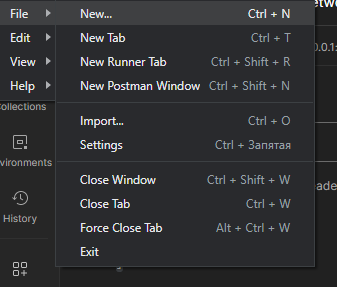 File
Edit
View
Help
New... Ctrl + N
New Tab Ctrl + T
New Runner Tab Ctrl + Shift + R
New Postman Window Ctrl + Shift + N
Import... Ctrl + O
Settings Ctrl + Запятая
Close Window Ctrl + Shift + W
Close Tab Ctrl + W
Force Close Tab Alt + Ctrl + W
Exit
ollections
vironments
History
etwo
0.0.1:
ade